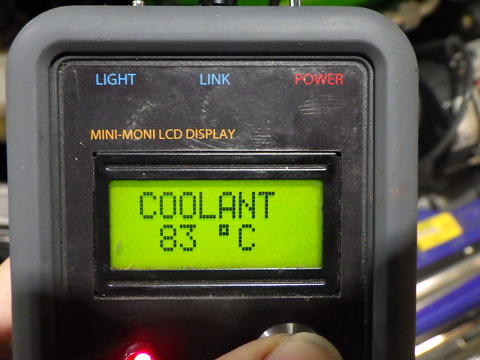 LIGHT LINK POWER
MINI-MONI LCD DISPLAY
COOLANT
83 °C